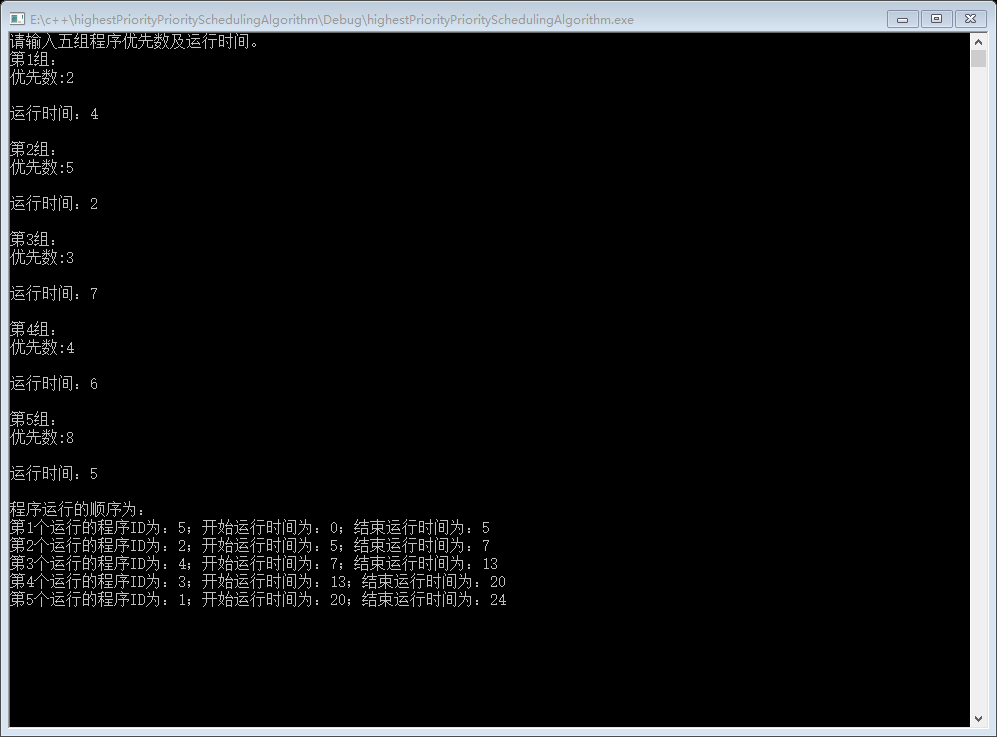 E:\c++\highestPriorityPrioritySchedulingAlgorithm\Debug\highestPriorityPrioritySchedulingAlgorithm.exe
请输入五组程序优先数及运行时间。
第1组：
优先数:2
运行时间：4
第2组：
优先数:5
运行时间：2
第3组：
优先数:3
运行时间：7
第4组：
优先数:4
运行时间：6
第5组：
优先数:8
运行时间：5
程序运行的顺序为：
第1个运行的程序ID为：5；开始运行时间为：0；结束运行时间为：5
第2个运行的程序ID为：2；开始运行时间为：5；结束运行时间为：7
第3个运行的程序ID为：4；开始运行时间为：7；结束运行时间为：13
第4个运行的程序ID为：3；开始运行时间为：13；结束运行时间为：20
第5个运行的程序ID为：1；开始运行时间为：20；结束运行时间为：24